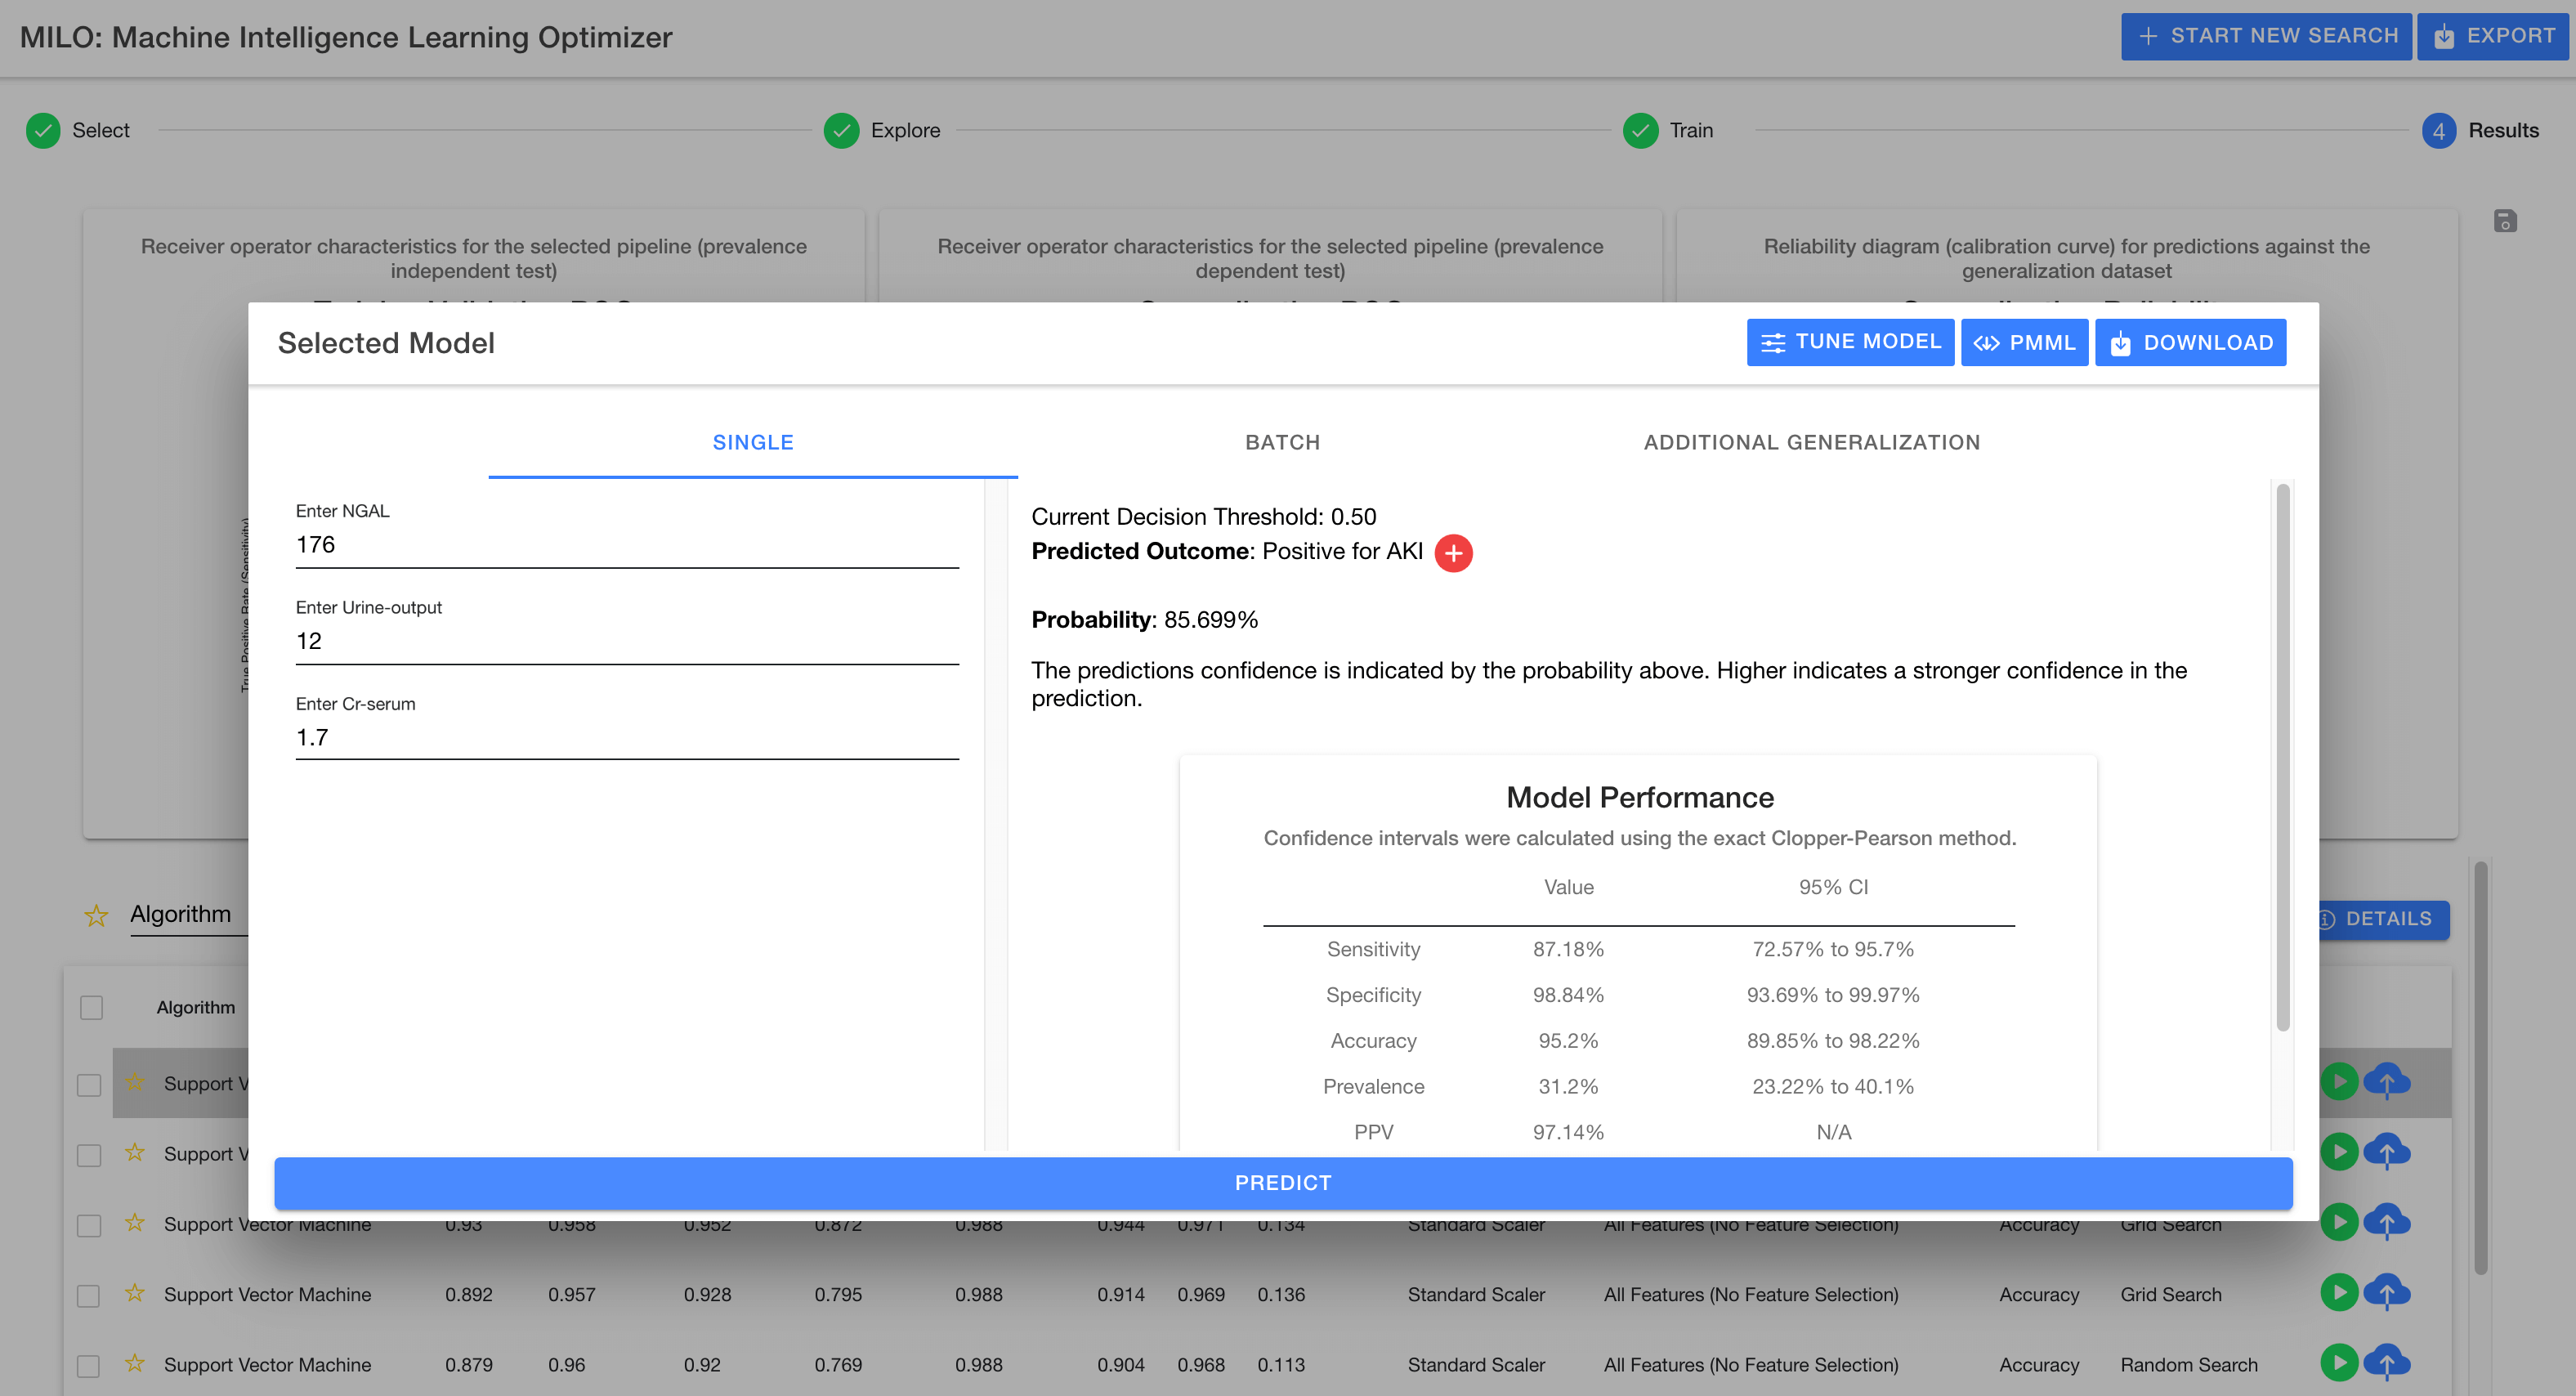 MILO: Machine Intelligence Learning Optimizer
START NEW SEARCH
EXPORT
Select
Explore
Train
4 Results
Receiver operator characteristics for the selected pipeline (prevalence
independent test)
Receiver operator characteristics for the selected pipeline (prevalence
dependent test)
Reliability diagram (calibration curve) for predictions against the
generalization dataset
True Positive Rate (Sensitivity)
Selected Model
TUNE MODEL
PMML
DOWNLOAD
SINGLE
BATCH
ADDITIONAL GENERALIZATION
Enter NGAL
176
Enter Urine-output
12
Enter Cr-serum
1.7
Current Decision Threshold: 0.50
Predicted Outcome: Positive for AKI
Probability: 85.699%
The predictions confidence is indicated by the probability above. Higher indicates a stronger confidence in the
prediction.
Model Performance
Confidence intervals were calculated using the exact Clopper-Pearson method.
Value 95% CI
Sensitivity 87.18% 72.57% to 95.7%
Specificity 98.84% 93.69% to 99.97%
Accuracy 95.2% 89.85% to 98.22%
Prevalence 31.2% 23.22% to 40.1%
PPV 97.14% N/A
PREDICT
Algorithm
DETAILS
Algorithm
Support V
Support V
Support Vector Machine 0.93 0.958 0.952 0.872 0.988 0.944 0.971 0.134 Standard Scaler All Features (No Feature Selection) Accuracy Grid Search
Support Vector Machine 0.892 0.957 0.928 0.795 0.988 0.914 0.969 0.136 Standard Scaler All Features (No Feature Selection) Accuracy Grid Search
Support Vector Machine 0.879 0.96 0.92 0.769 0.988 0.904 0.968 0.113 Standard Scaler All Features (No Feature Selection) Accuracy Random Search